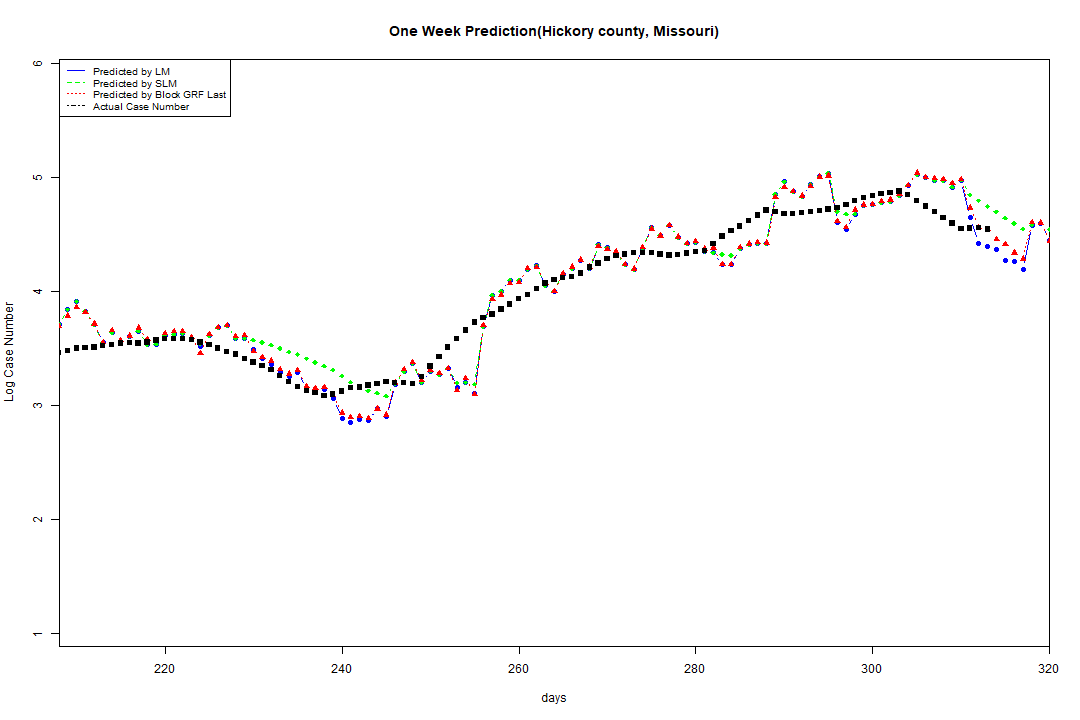 One Week Prediction(Hickory county, Missouri)
Predicted by LM
Predicted by SLM
Predicted by Block GRF Last
Actual Case Number
6
5
4
3
2
1
Log Case Number
220 240 260 280 300 320
days